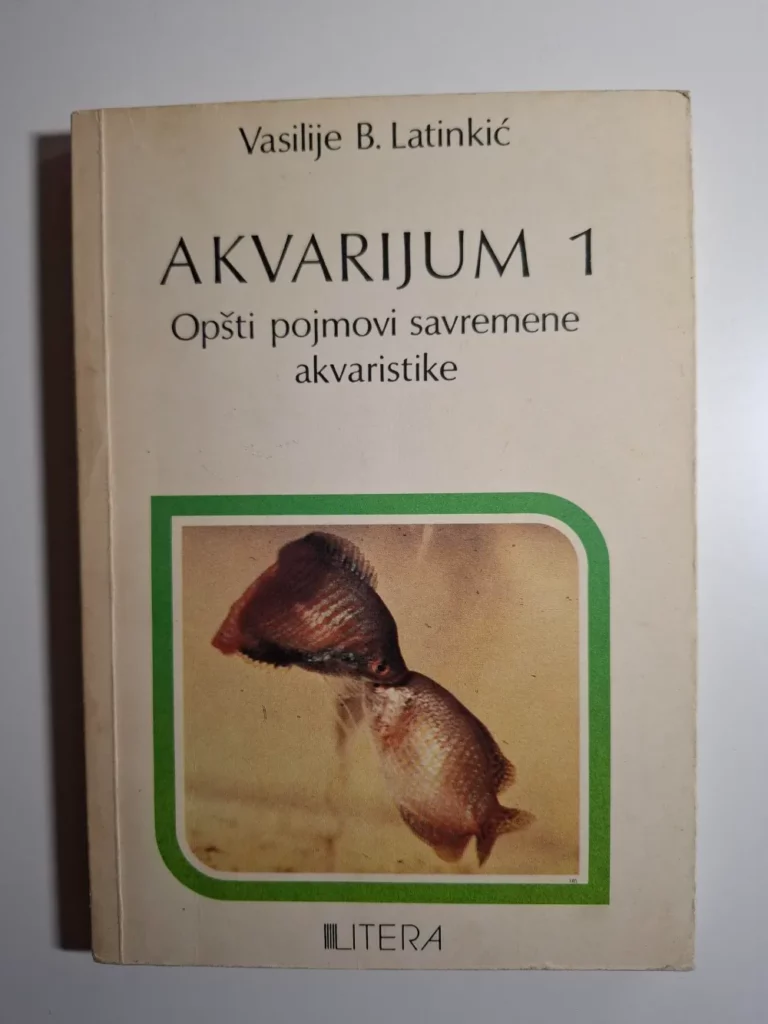 Vasilije B. Latinkić
AKVARIJUM 1
Opšti pojmovi savremene
akvaristike
LITERA